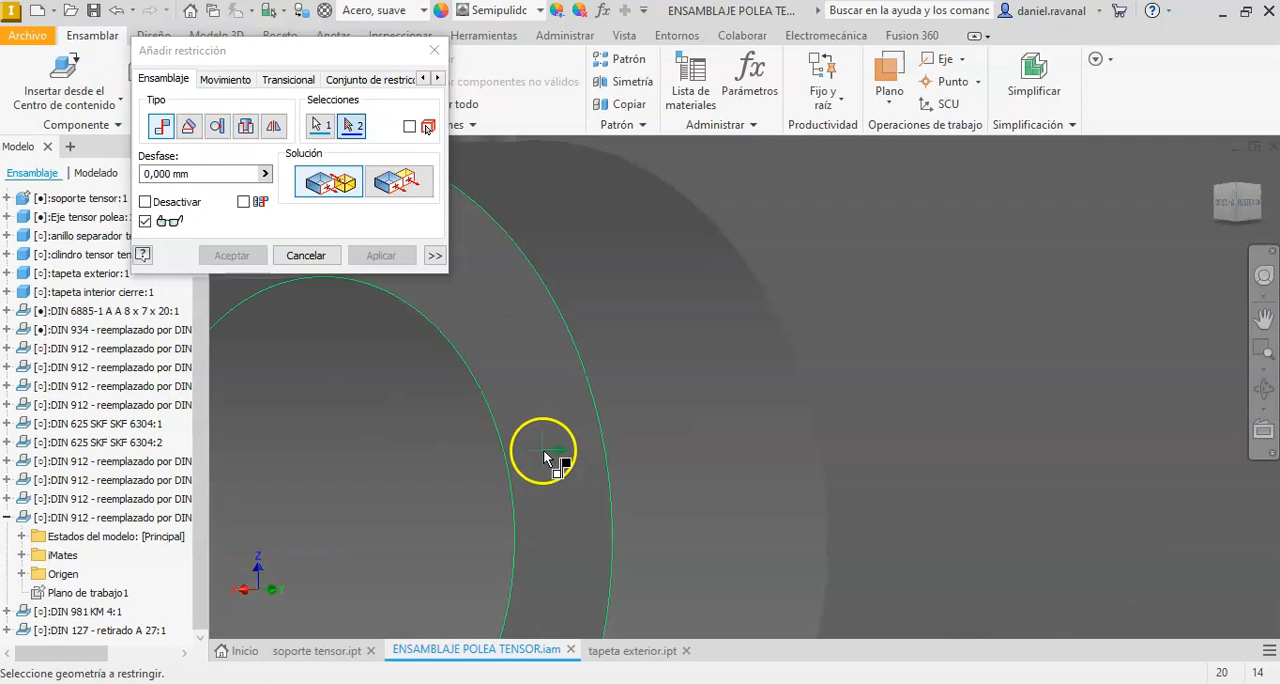 Acero, suave
Semipulidc
ENSAMBLAJE POLEA TE...
Buscar en la ayuda y los comanc
daniel.ravanal
Archivo
Ensamblar
Herramientas
Administrar
Vista
Entornos
Colaborar
Electromecánica
Fusion 360
Insertar desde el
Centro de contenido
Componente
Añadir restricción
Ensamblaje
Movimiento
Transicional
Conjunto de restricc
Tipo
Selecciones
1
2
Desfase:
0,000 mm
Solución
Desactivar
Aceptar
Cancelar
Aplicar
>>
componentes no válidos
todo
Patrón
Simetría
Copiar
Patrón
Lista de
materiales
fx
Parámetros
Administrar
Fijo y
raíz
Productividad
Plano
Eje
Punto
SCU
Operaciones de trabajo
Simplificar
Simplificación
Modelo
Ensamblaje
Modelado
[●]:soporte tensor:1
[●]:Eje tensor polea:1
[○]:anillo separador te
[○]:cilindro tensor ten
[○]:tapeta exterior:1
[○]:tapeta interior cierre:1
[●]:DIN 6885-1 A A 8 x 7 x 20:1
[●]:DIN 934 - reemplazado por DIN
[○]:DIN 912 - reemplazado por DIN
[○]:DIN 912 - reemplazado por DIN
[○]:DIN 912 - reemplazado por DIN
[○]:DIN 912 - reemplazado por DIN
[○]:DIN 625 SKF SKF 6304:1
[○]:DIN 625 SKF SKF 6304:2
[○]:DIN 912 - reemplazado por DIN
[○]:DIN 912 - reemplazado por DIN
[○]:DIN 912 - reemplazado por DIN
[○]:DIN 912 - reemplazado por DIN
Estados del modelo: [Principal]
iMates
Origen
Plano de trabajo1
[○]:DIN 981 KM 4:1
[○]:DIN 127 - retirado A 27:1
Z
Inicio
soporte tensor.ipt
ENSAMBLAJE POLEA TENSOR.iam
tapeta exterior.ipt
Seleccione geometría a restringir.
20
14